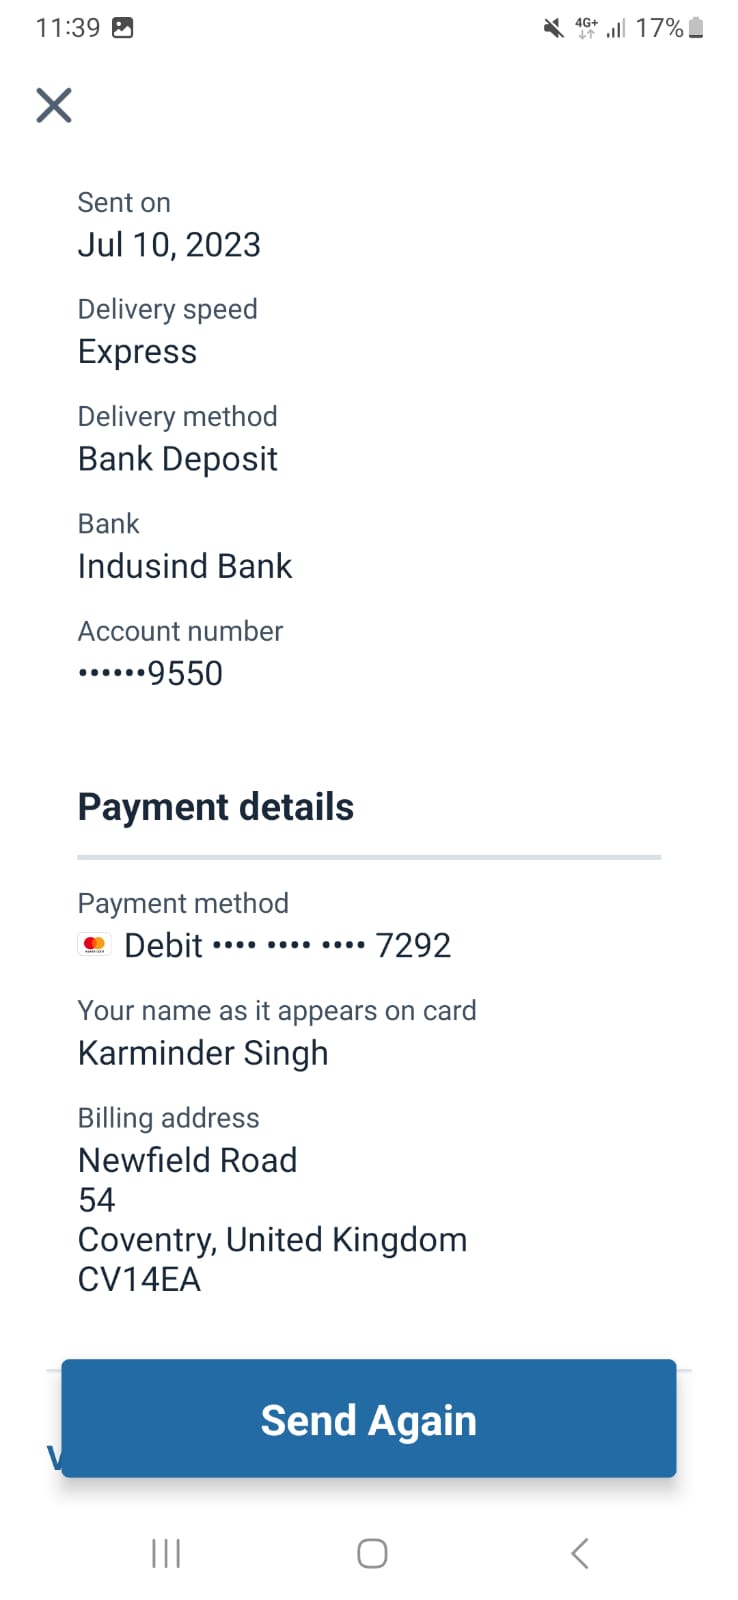 11:39 4G+ 17%
Sent on
Jul 10, 2023
Delivery speed
Express
Delivery method
Bank Deposit
Bank
Indusind Bank
Account number
••••••9550
Payment details
Payment method
Debit •••• •••• •••• 7292
Your name as it appears on card
Karminder Singh
Billing address
Newfield Road
54
Coventry, United Kingdom
CV14EA
Send Again